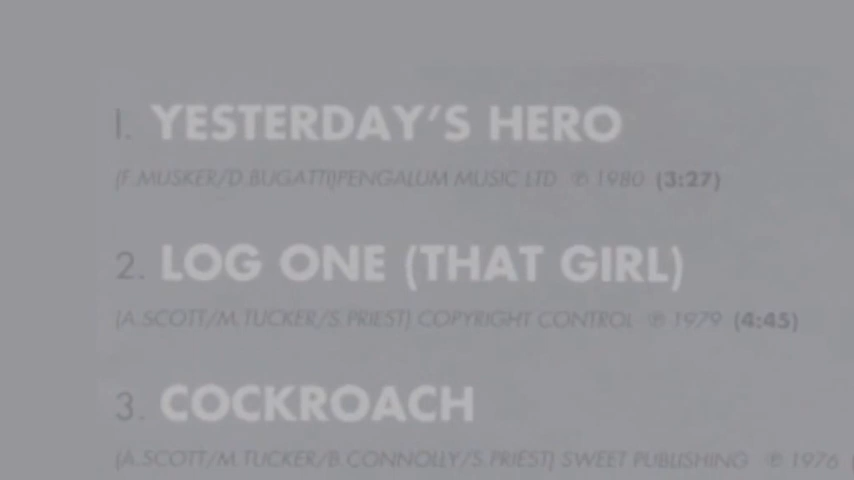 1. YESTERDAY'S HERO
(F.MUSKER/D.BUGATTI)PENGALUM MUSIC LTD ℗ 1980 (3:27)
2. LOG ONE (THAT GIRL)
(A.SCOTT/M.TUCKER/S.PRIEST) COPYRIGHT CONTROL ℗ 1979 (4:45)
3. COCKROACH
(A.SCOTT/M.TUCKER/B.CONNOLLY/S.PRIEST) SWEET PUBLISHING ℗ 1976 (